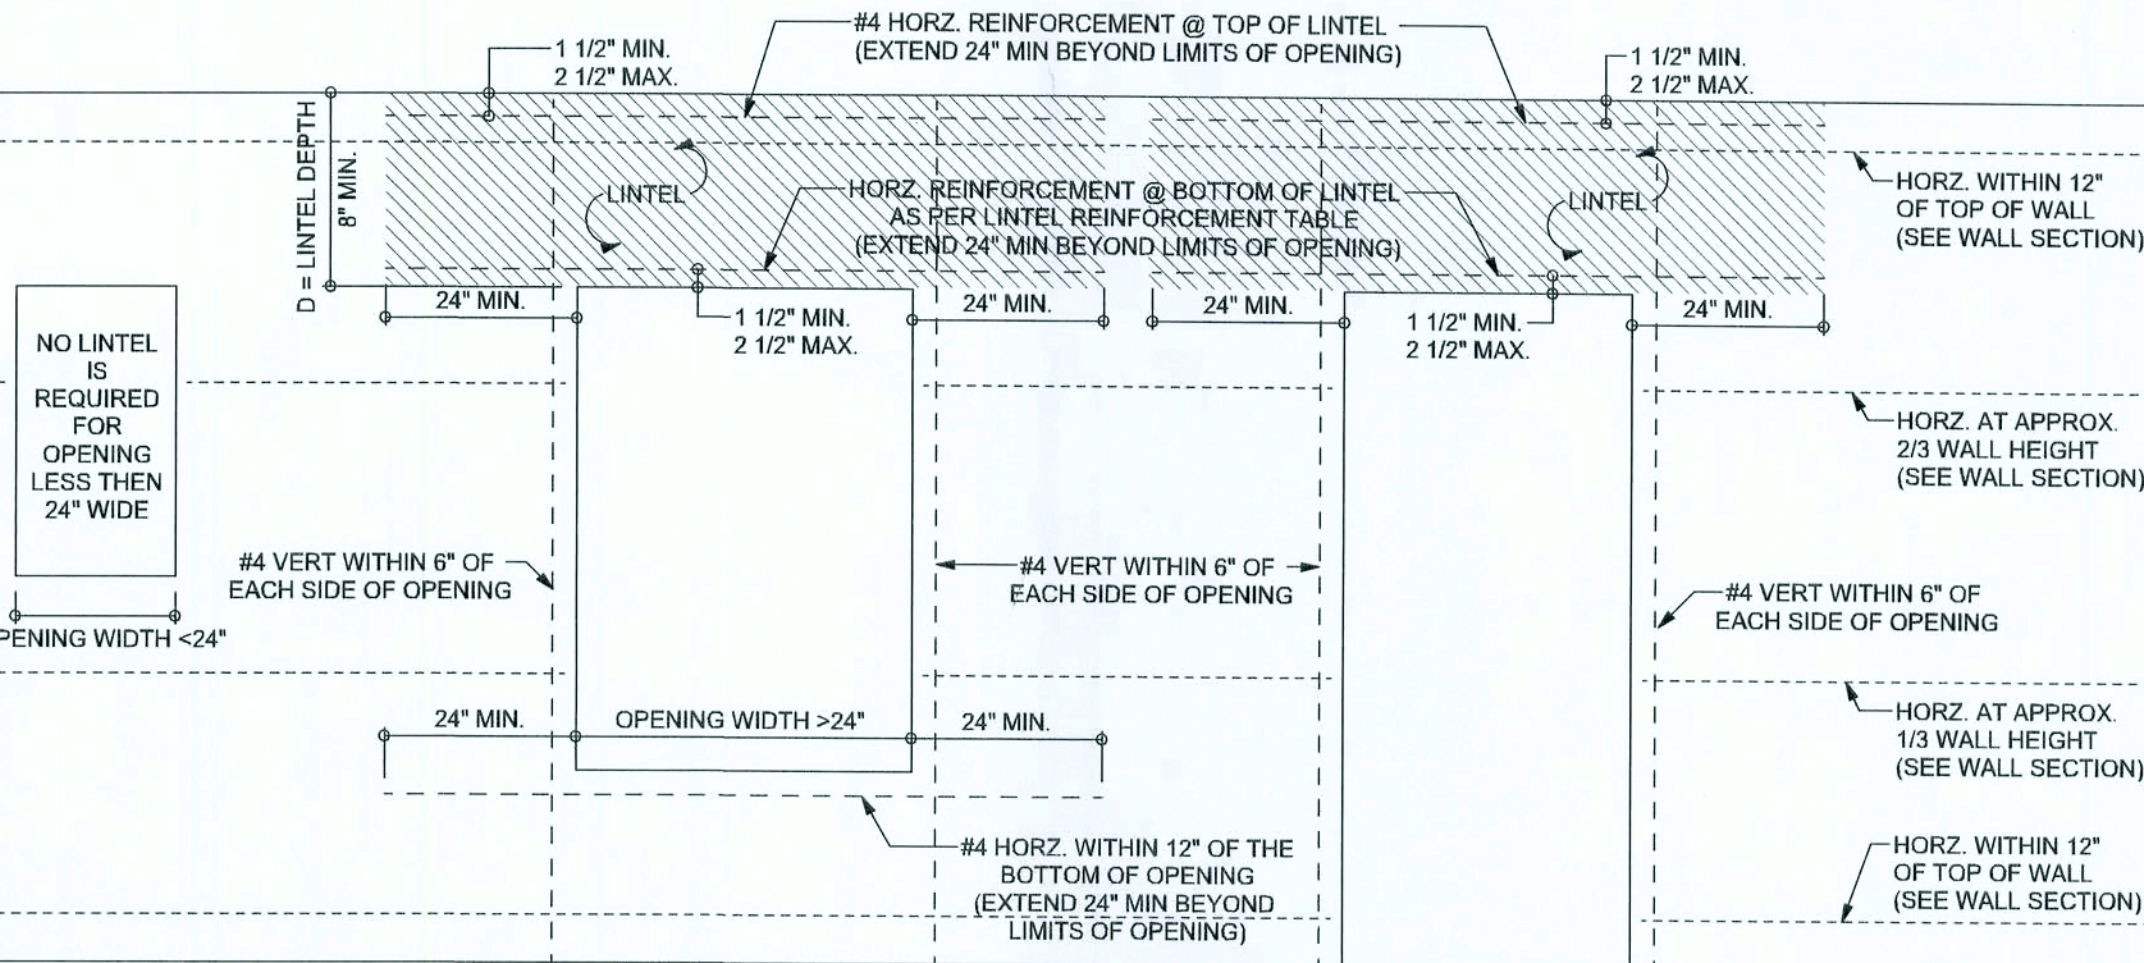 #4 HORZ. REINFORCEMENT @ TOP OF LINTEL
(EXTEND 24" MIN BEYOND LIMITS OF OPENING)
1 1/2" MIN.
2 1/2" MAX.
1 1/2" MIN.
2 1/2" MAX.
D = LINTEL DEPTH
8" MIN.
LINTEL
HORZ. REINFORCEMENT @ BOTTOM OF LINTEL
AS PER LINTEL REINFORCEMENT TABLE
(EXTEND 24" MIN BEYOND LIMITS OF OPENING)
LINTEL
HORZ. WITHIN 12"
OF TOP OF WALL
(SEE WALL SECTION)
24" MIN.
1 1/2" MIN.
2 1/2" MAX.
24" MIN.
24" MIN.
1 1/2" MIN.
2 1/2" MAX.
24" MIN.
NO LINTEL
IS
REQUIRED
FOR
OPENING
LESS THEN
24" WIDE
PENING WIDTH <24"
HORZ. AT APPROX.
2/3 WALL HEIGHT
(SEE WALL SECTION)
#4 VERT WITHIN 6" OF
EACH SIDE OF OPENING
#4 VERT WITHIN 6" OF
EACH SIDE OF OPENING
#4 VERT WITHIN 6" OF
EACH SIDE OF OPENING
24" MIN.
OPENING WIDTH >24"
24" MIN.
HORZ. AT APPROX.
1/3 WALL HEIGHT
(SEE WALL SECTION)
#4 HORZ. WITHIN 12" OF THE
BOTTOM OF OPENING
(EXTEND 24" MIN BEYOND
LIMITS OF OPENING)
HORZ. WITHIN 12"
OF TOP OF WALL
(SEE WALL SECTION)